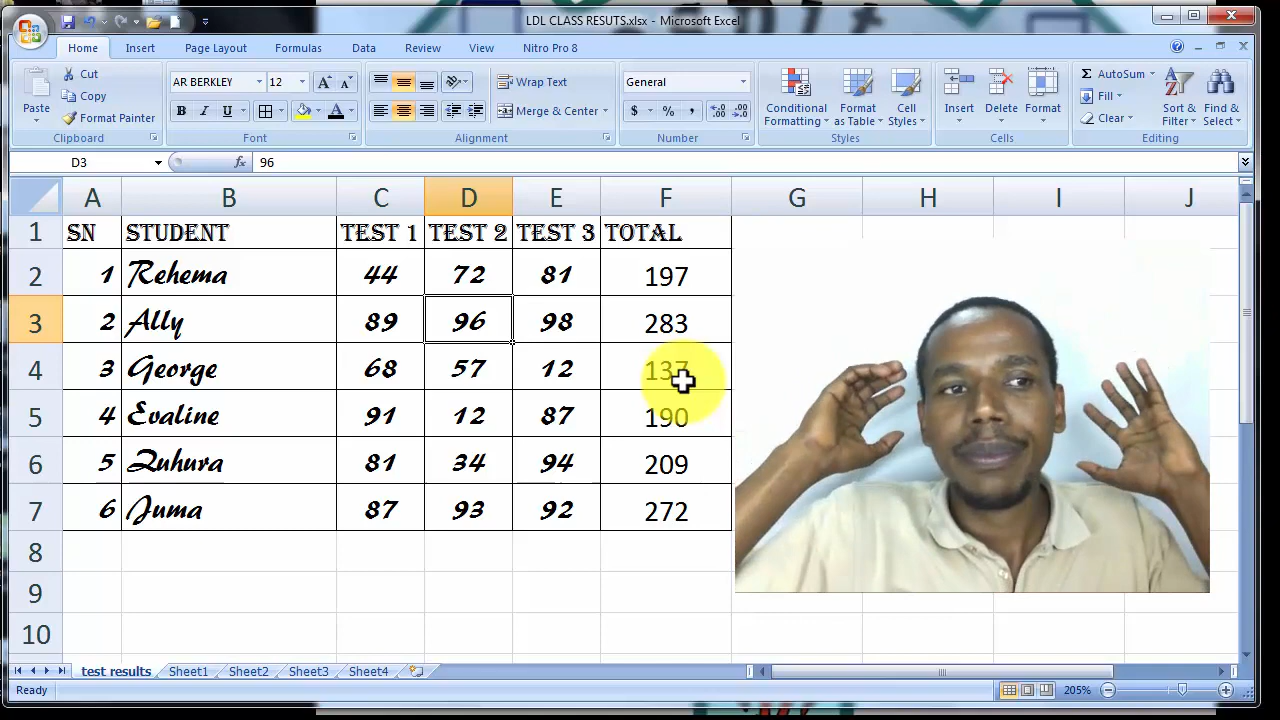 LDL CLASS RESUTS.xlsx - Microsoft Excel
Home Insert Page Layout Formulas Data Review View Nitro Pro 8
Paste Cut Copy Format Painter
AR BERKLEY 12 Wrap Text General
B I U Merge & Center $ % ,
Conditional Formatting Format as Table Cell Styles Insert Delete Format
Σ AutoSum Fill Clear Sort & Filter Find & Select
Clipboard Font Alignment Number Styles Cells Editing
D3 fx 96
A B C D E F G H I J
1 SN STUDENT TEST 1 TEST 2 TEST 3 TOTAL
2 1 Rehema 44 72 81 197
3 2 Ally 89 96 98 283
4 3 George 68 57 12 137
5 4 Evaline 91 12 87 190
6 5 Zuhura 81 34 94 209
7 6 Juma 87 93 92 272
8
9
10
test results Sheet1 Sheet2 Sheet3 Sheet4
Ready 205%